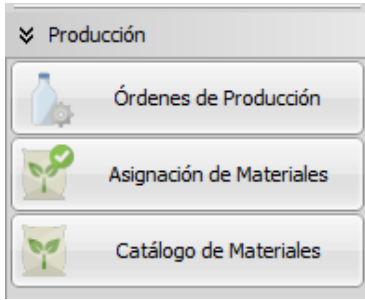 Producción
Órdenes de Producción
Asignación de Materiales
Catálogo de Materiales